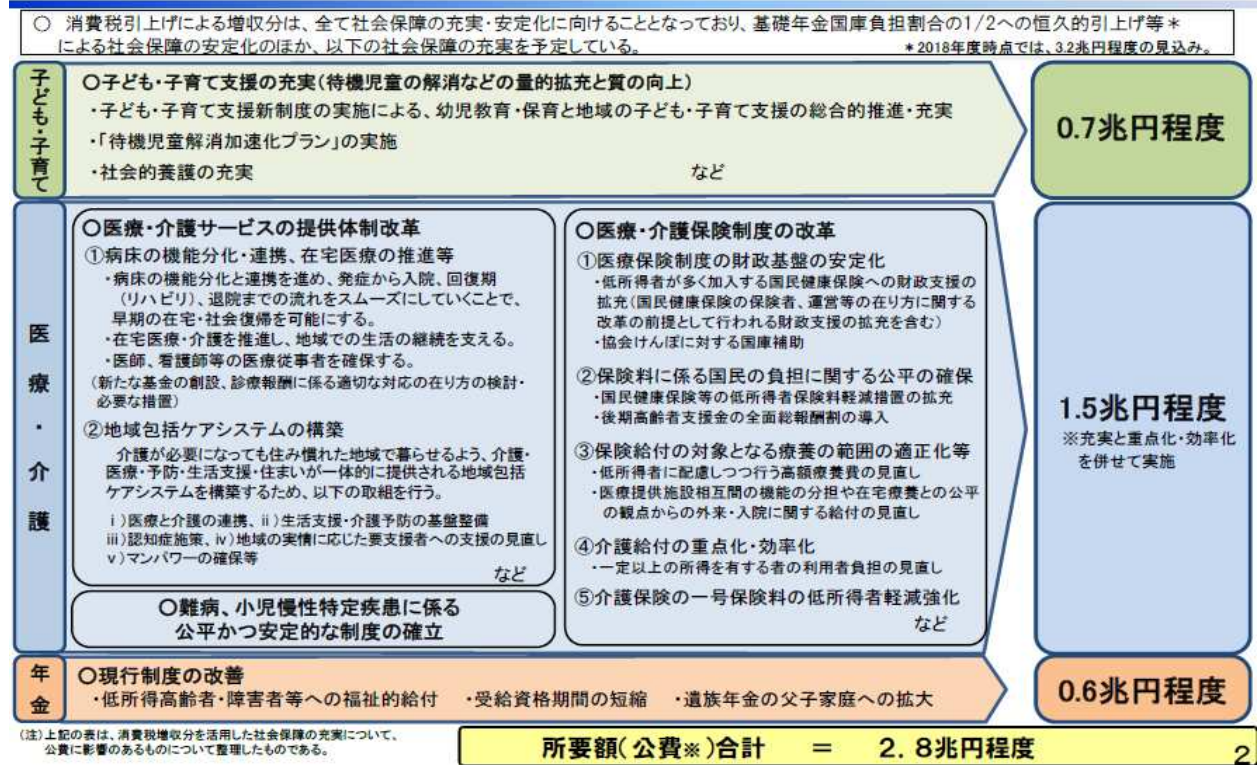 ○ 消費税引上げによる増収分は、全て社会保障の充実・安定化に向けることとなっており、基礎年金国庫負担割合の1/2への恒久的引上げ等*
による社会保障の安定化のほか、以下の社会保障の充実を予定している。
*2018年度時点では、3.2兆円程度の見込み。
子ども・子育て
○子ども・子育て支援の充実(待機児童の解消などの量的拡充と質の向上)
・子ども・子育て支援新制度の実施による、幼児教育・保育と地域の子ども・子育て支援の総合的推進・充実
・「待機児童解消加速化プラン」の実施
・社会的養護の充実 など
0.7兆円程度
医療・介護
○医療・介護サービスの提供体制改革
①病床の機能分化・連携、在宅医療の推進等
・病床の機能分化と連携を進め、発症から入院、回復期
(リハビリ)、退院までの流れをスムーズにしていくことで、
早期の在宅・社会復帰を可能にする。
・在宅医療・介護を推進し、地域での生活の継続を支える。
・医師、看護師等の医療従事者を確保する。
(新たな基金の創設、診療報酬に係る適切な対応の在り方の検討・
必要な措置)
②地域包括ケアシステムの構築
介護が必要になっても住み慣れた地域で暮らせるよう、介護・
医療・予防・生活支援・住まいが一体的に提供される地域包括
ケアシステムを構築するため、以下の取組を行う。
ⅰ)医療と介護の連携、ⅱ)生活支援・介護予防の基盤整備
ⅲ)認知症施策、ⅳ)地域の実情に応じた要支援者への支援の見直し
ⅴ)マンパワーの確保等
など
○難病、小児慢性特定疾患に係る
公平かつ安定的な制度の確立
○医療・介護保険制度の改革
①医療保険制度の財政基盤の安定化
・低所得者が多く加入する国民健康保険への財政支援の
拡充(国民健康保険の保険者、運営等の在り方に関する
改革の前提として行われる財政支援の拡充を含む)
・協会けんぽに対する国庫補助
②保険料に係る国民の負担に関する公平の確保
・国民健康保険等の低所得者保険料軽減措置の拡充
・後期高齢者支援金の全面総報酬割の導入
③保険給付の対象となる療養の範囲の適正化等
・低所得者に配慮しつつ行う高額療養費の見直し
・医療提供施設相互間の機能の分担や在宅療養との公平
の観点からの外来・入院に関する給付の見直し
④介護給付の重点化・効率化
・一定以上の所得を有する者の利用者負担の見直し
⑤介護保険の一号保険料の低所得者軽減強化
など
1.5兆円程度
※充実と重点化・効率化
を併せて実施
年金
○現行制度の改善
・低所得高齢者・障害者等への福祉的給付 ・受給資格期間の短縮 ・遺族年金の父子家庭への拡大
0.6兆円程度
(注)上記の表は、消費税増収分を活用した社会保障の充実について、
公費に影響のあるものについて整理したものである。
所要額(公費※)合計 = 2.8兆円程度
2